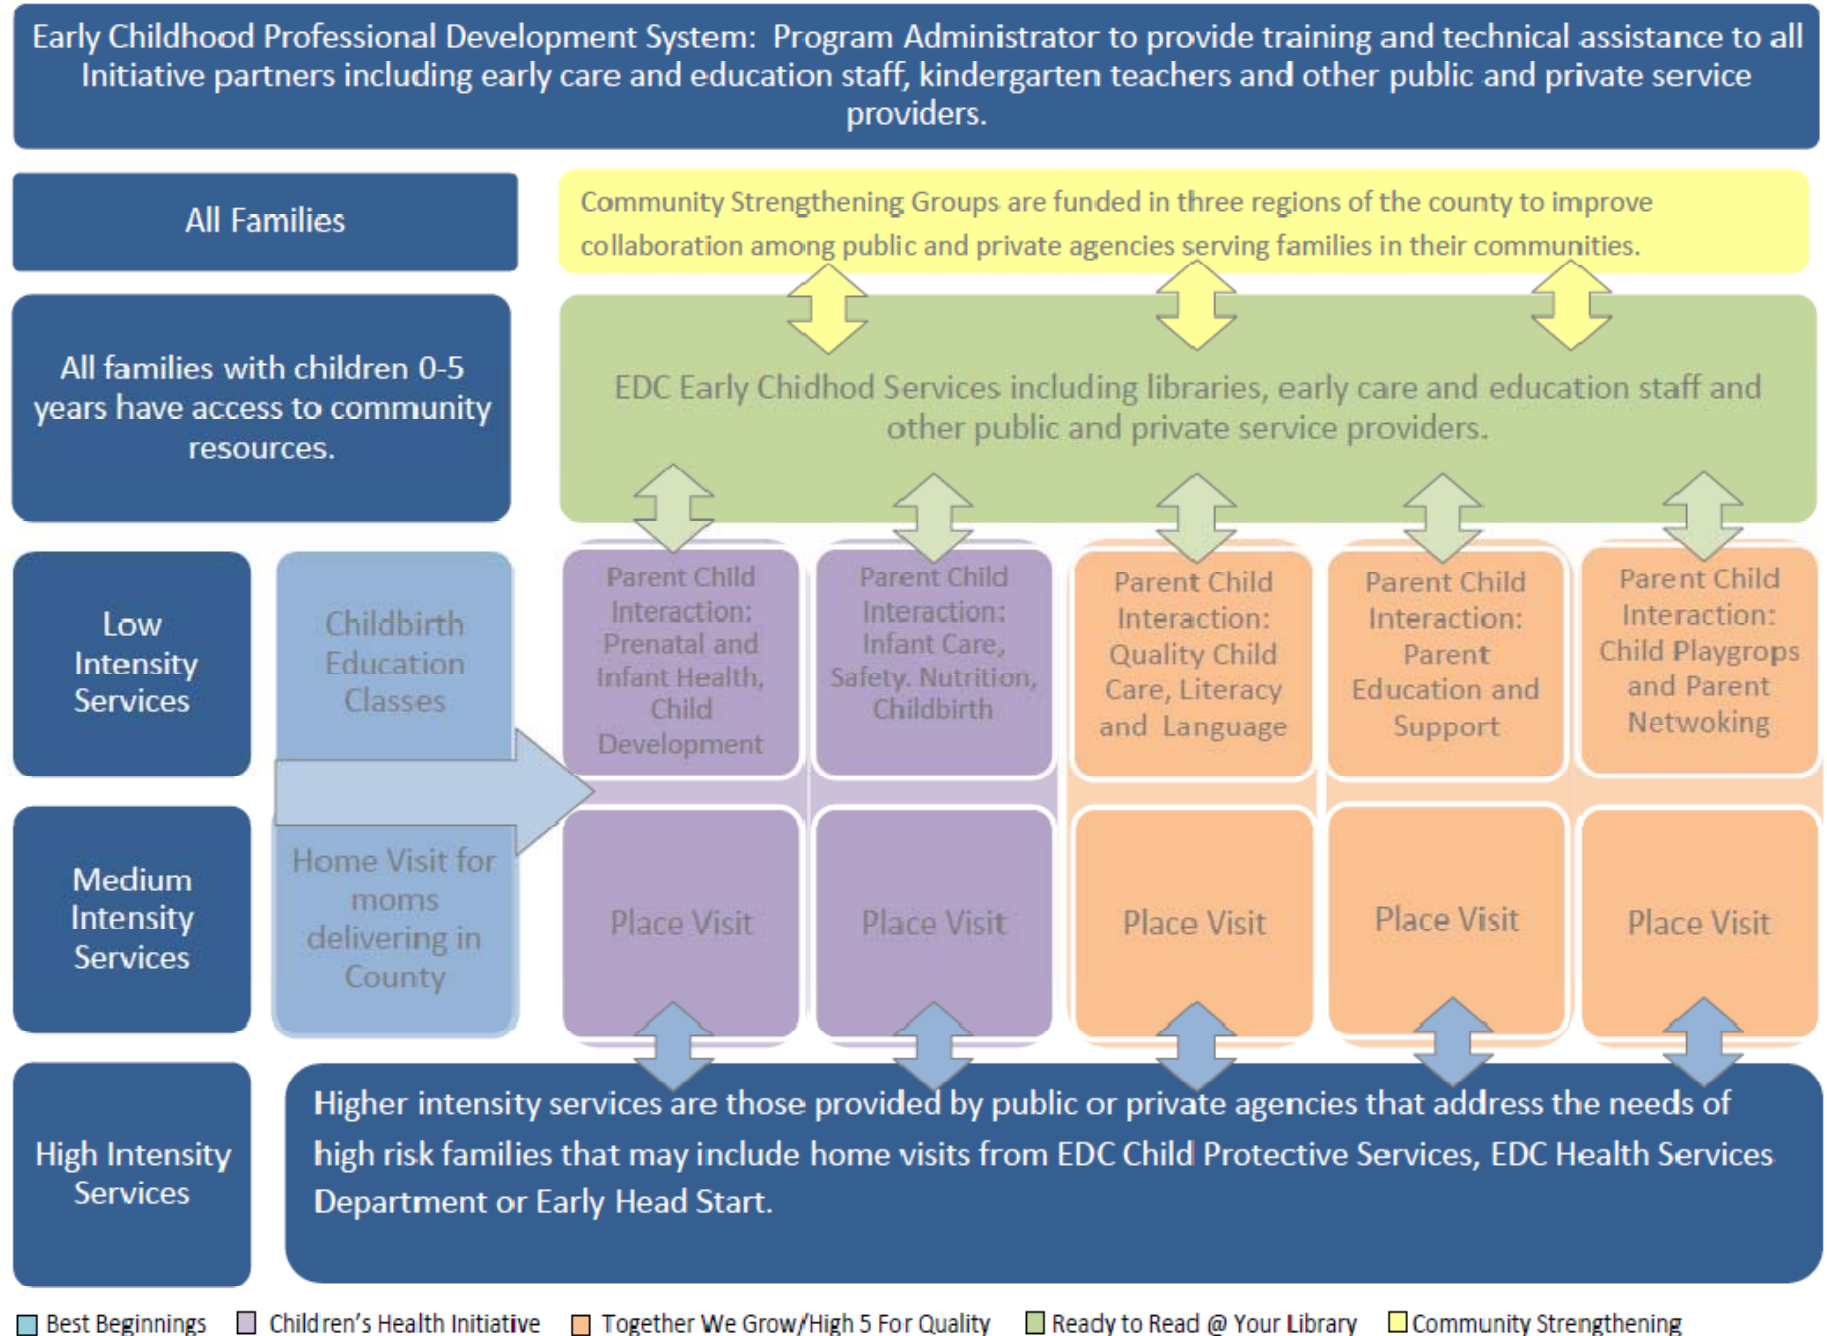 Early Childhood Professional Development System:  Program Administrator to provide training and technical assistance to all
Initiative partners including early care and education staff, kindergarten teachers and other public and private service
providers.
All Families
Community Strengthening Groups are funded in three regions of the county to improve
collaboration among public and private agencies serving families in their communities.
All families with children 0-5
years have access to community
resources.
EDC Early Chidhod Services including libraries, early care and education staff and
other public and private service providers.
Low
Intensity
Services
Childbirth
Education
Classes
Parent Child
Interaction:
Prenatal and
Infant Health,
Child
Development
Parent Child
Interaction:
Infant Care,
Safety. Nutrition,
Childbirth
Parent Child
Interaction:
Quality Child
Care, Literacy
and Language
Parent Child
Interaction:
Parent
Education and
Support
Parent Child
Interaction:
Child Playgrops
and Parent
Netwoking
Medium
Intensity
Services
Home Visit for
moms
delivering in
County
Place Visit
Place Visit
Place Visit
Place Visit
Place Visit
High Intensity
Services
Higher intensity services are those provided by public or private agencies that address the needs of
high risk families that may include home visits from EDC Child Protective Services, EDC Health Services
Department or Early Head Start.
Best Beginnings
Children's Health Initiative
Together We Grow/High 5 For Quality
Ready to Read @ Your Library
Community Strengthening